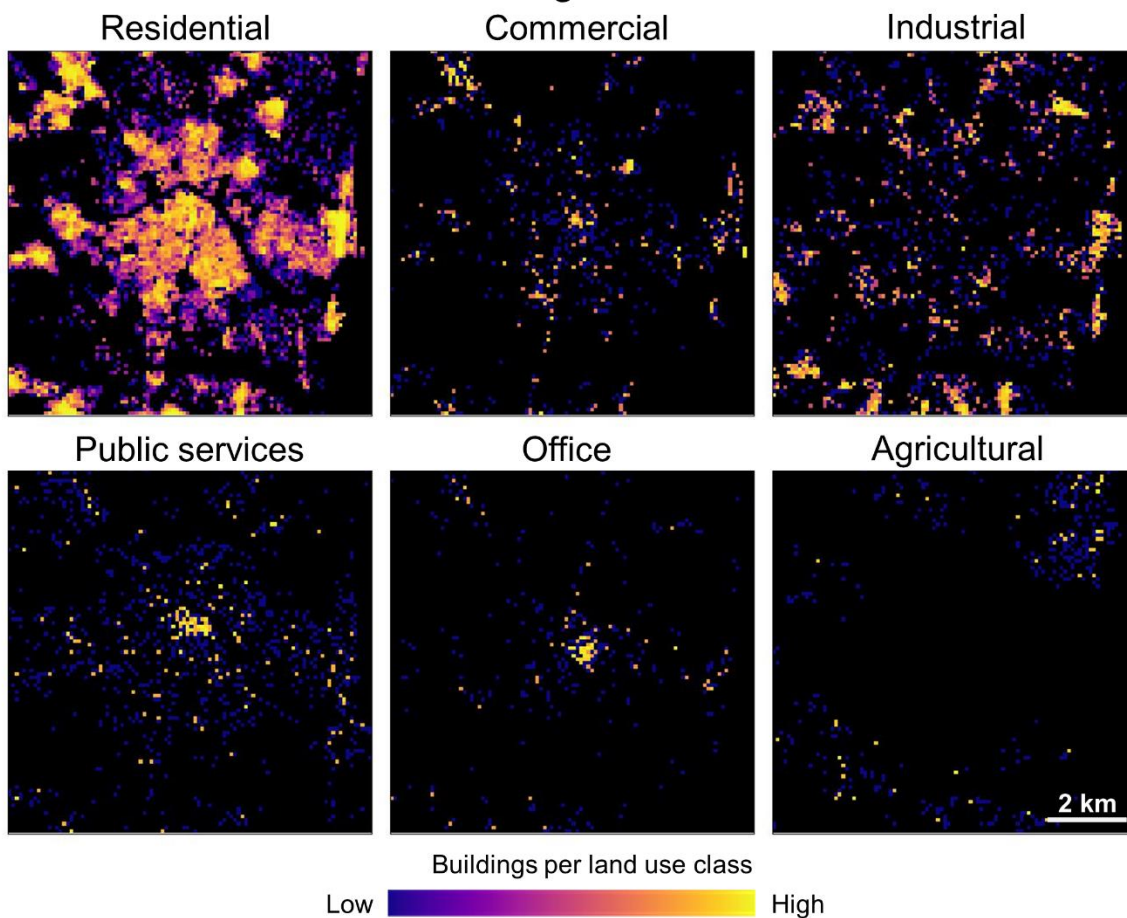 Residential Commercial Industrial
Public services Office Agricultural
2 km
Buildings per land use class
Low High